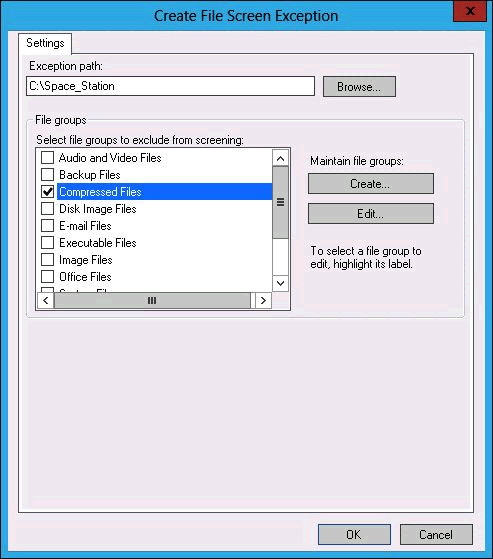 Create File Screen Exception
x
Settings
Exception path:
C:\Space_Station
Browse...
File groups
Select file groups to exclude from screening:
Audio and Video Files
Backup Files
Compressed Files
Disk Image Files
E-mail Files
Executable Files
Image Files
Office Files
Maintain file groups:
Create...
Edit...
To select a file group to
edit, highlight its label.
OK
Cancel